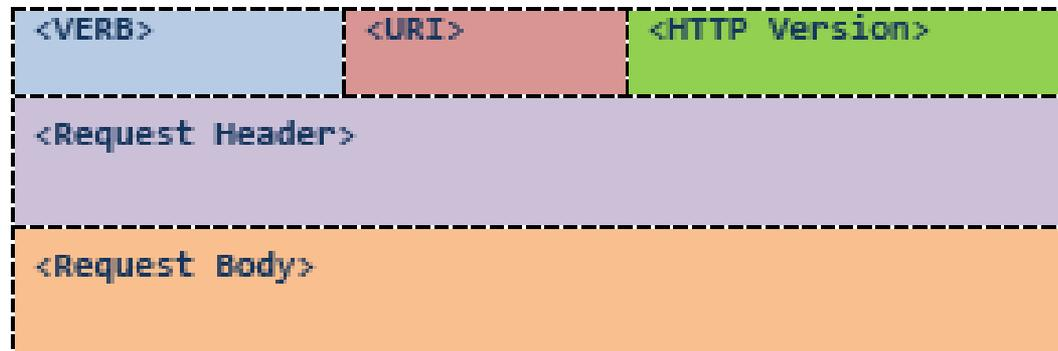 <VERB> <URI> <HTTP Version>
<Request Header>
<Request Body>